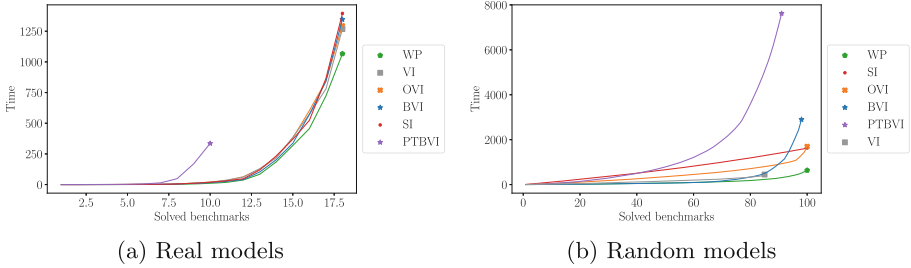 1250
1000
750
500
250
0
Time
2.5 5.0 7.5 10.0 12.5 15.0 17.5
Solved benchmarks
WP
VI
OVI
BVI
SI
PTBVI
(a) Real models
8000
6000
4000
2000
0
Time
0 20 40 60 80 100
Solved benchmarks
WP
SI
OVI
BVI
PTBVI
VI
(b) Random models